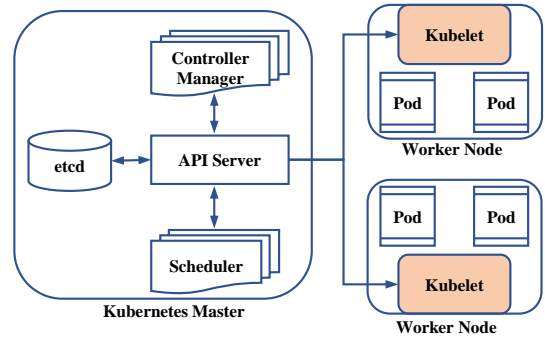 Controller
Manager
etcd
API Server
Scheduler
Kubernetes Master
Kubelet
Pod
Pod
Worker Node
Pod
Pod
Kubelet
Worker Node